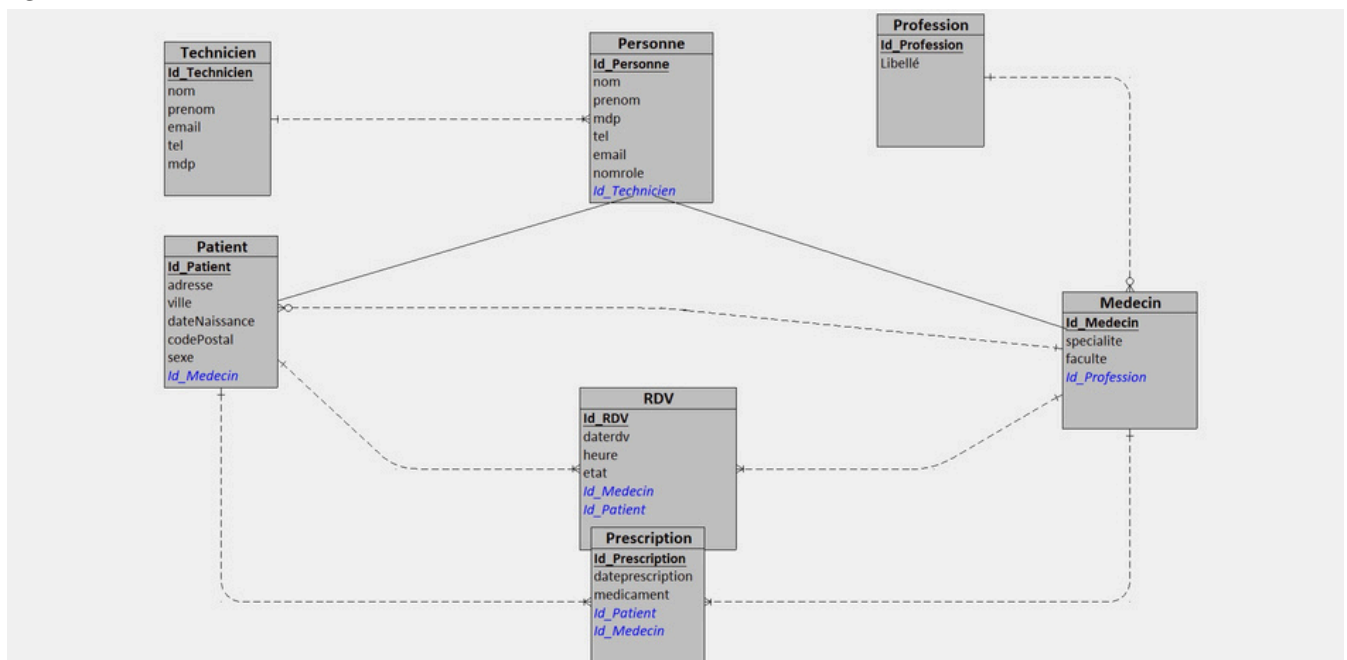 Technicien
Id_Technicien
nom
prenom
email
tel
mdp
Personne
Id_Personne
nom
prenom
mdp
tel
email
nomrole
Id_Technicien
Profession
Id_Profession
Libellé
Patient
Id_Patient
adresse
ville
dateNaissance
codePostal
sexe
Id_Medecin
Medecin
Id_Medecin
specialite
faculte
Id_Profession
RDV
Id_RDV
daterdv
heure
etat
Id_Medecin
Id_Patient
Prescription
Id_Prescription
dateprescription
medicament
Id_Patient
Id_Medecin